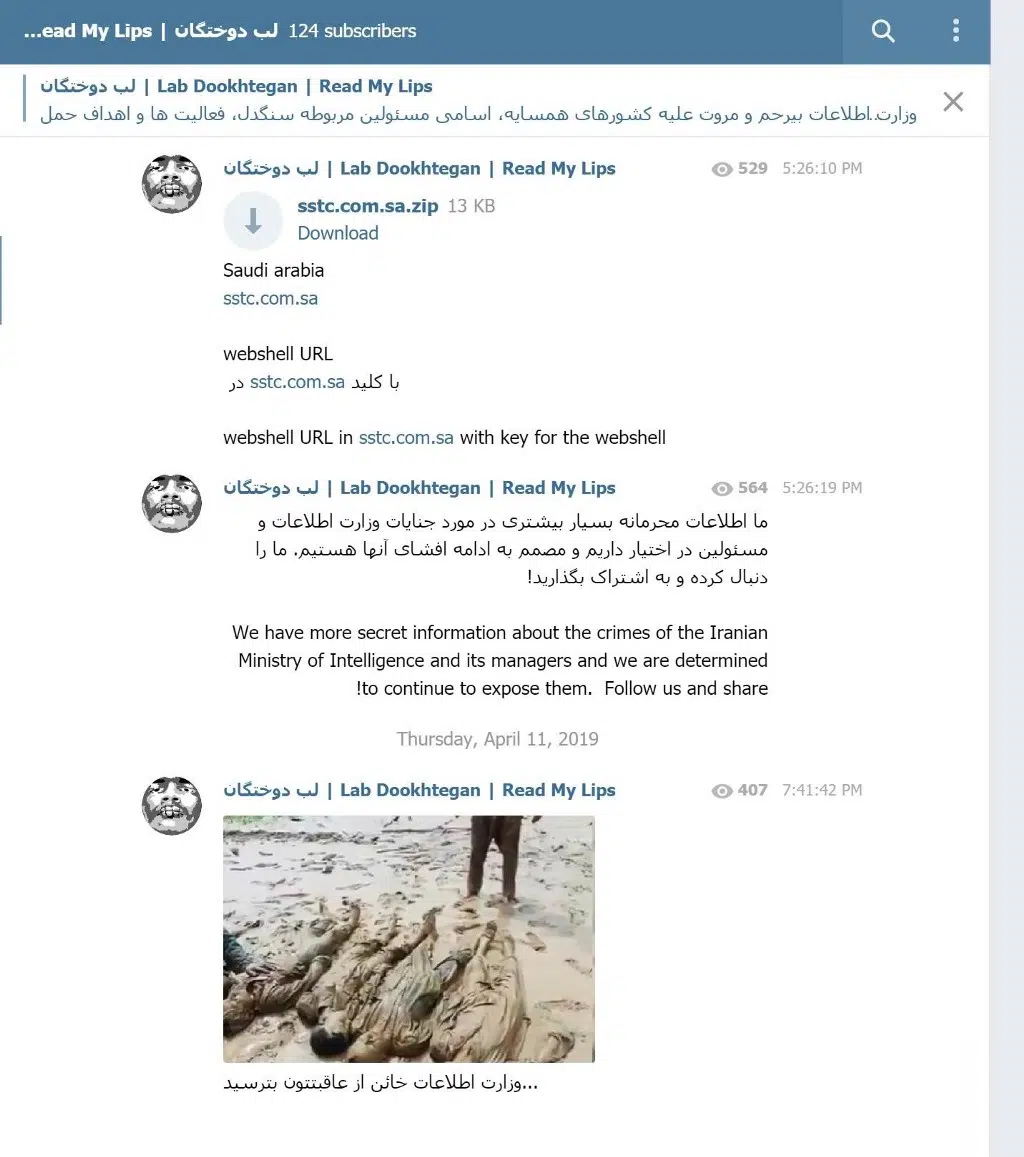 ...ead My Lips | لب دوختگان 124 subscribers
لب دوختگان | Lab Dookhtegan | Read My Lips
وزارت اطلاعات بیرحم و مروت علیه کشورهای همسایه، اسامی مسئولین مربوطه سنگدل، فعالیت ها و اهداف حمل..
لب دوختگان | Lab Dookhtegan | Read My Lips 529 5:26:10 PM
sstc.com.sa.zip 13 KB
Download
Saudi arabia
sstc.com.sa
webshell URL
در sstc.com.sa با کلید
webshell URL in sstc.com.sa with key for the webshell
لب دوختگان | Lab Dookhtegan | Read My Lips 564 5:26:19 PM
ما اطلاعات محرمانه بسیار بیشتری در مورد جنایات وزارت اطلاعات و
مسئولین در اختیار داریم و مصمم به ادامه افشای آنها هستیم. ما را
دنبال کرده و به اشتراک بگذارید!
We have more secret information about the crimes of the Iranian
Ministry of Intelligence and its managers and we are determined
!to continue to expose them. Follow us and share
Thursday, April 11, 2019
لب دوختگان | Lab Dookhtegan | Read My Lips 407 7:41:42 PM
وزارت اطلاعات خائن از عاقبتتون بترسید...